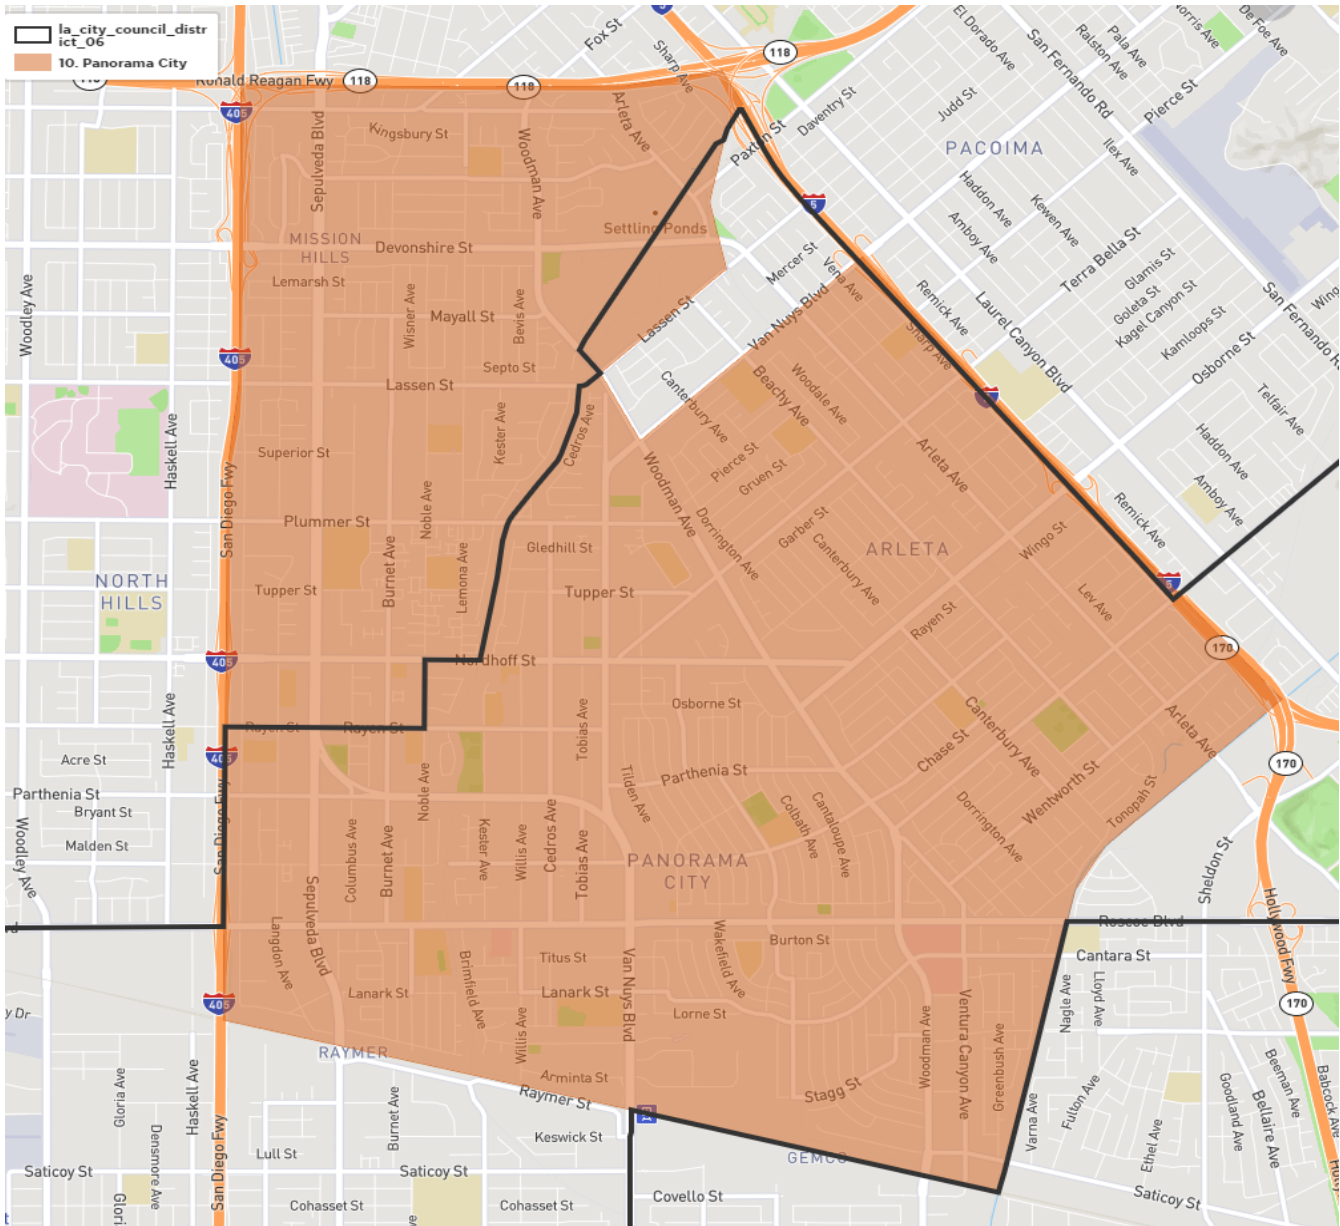 la_city_council_distr
ict_06
10. Panorama City
Ronald Reagan Fwy
118
118
118
5
Fox St
Sharp Ave
El Dorado Ave
San Fernando Rd
Ralston Ave
Pala Ave
De Foe Ave
Pierce St
Judd St
Daventry St
Paxton St
PACOIMA
Ilex Ave
Haddon Ave
Kewen Ave
Amboy Ave
Terra Bella St
Glamis St
Goleta St
Kagel Canyon St
Kamloops St
Osborne St
San Fernando Rd
Telfair Ave
Haddon Ave
Amboy Ave
Remick Ave
Laurel Canyon Blvd
Remick Ave
405
Sepulveda Blvd
Kingsbury St
Woodman Ave
Arleta Ave
MISSION
HILLS
Devonshire St
Settling Ponds
Lemarsh St
Wisner Ave
Mayall St
Bevis Ave
Septo St
Lassen St
Lassen St
Mercer St
Vena Ave
Van Nuys Blvd
5
Sharp Ave
Woodley Ave
405
Haskell Ave
San Diego Fwy
Superior St
Kester Ave
Cedros Ave
Canterbury Ave
Beachy Ave
Woodale Ave
Pierce St
Gruen St
Arleta Ave
Plummer St
Noble Ave
Woodman Ave
Dorrington Ave
Garber St
Canterbury Ave
ARLETA
Wingo St
Gledhill St
NORTH
HILLS
Tupper St
Burnet Ave
Lemona Ave
Tupper St
Rayen St
Lev Ave
5
405
Nordhoff St
170
Haskell Ave
Rayen St
Rayen St
Tobias Ave
Osborne St
Canterbury Ave
Chase St
Arleta Ave
Acre St
405
Parthenia St
170
Parthenia St
Bryant St
Noble Ave
Tilden Ave
Colbath Ave
Cantaloupe Ave
Wentworth St
Tonopah St
Dorrington Ave
Malden St
Woodley Ave
San Diego Fwy
Columbus Ave
Burnet Ave
Kester Ave
Willis Ave
Cedros Ave
Tobias Ave
PANORAMA
CITY
Sheldon St
Hollywood Fwy
Sepulveda Blvd
Langdon Ave
Roscoe Blvd
Brimfield Ave
Titus St
Van Nuys Blvd
Wakefield Ave
Burton St
Cantara St
Lanark St
Lanark St
Lorne St
405
y Dr
Willis Ave
Woodman Ave
Ventura Canyon Ave
Greenbush Ave
Nagle Ave
Lloyd Ave
170
RAYMER
Arminta St
Stagg St
Raymer St
Gloria Ave
Haskell Ave
Burnet Ave
Varna Ave
Fulton Ave
Goodland Ave
Bellaire Ave
Beeman Ave
Babcock Ave
Ethel Ave
Densmore Ave
San Diego Fwy
Lull St
Keswick St
GEMCO
Saticoy St
Saticoy St
Saticoy St
Cohasset St
Cohasset St
Covello St